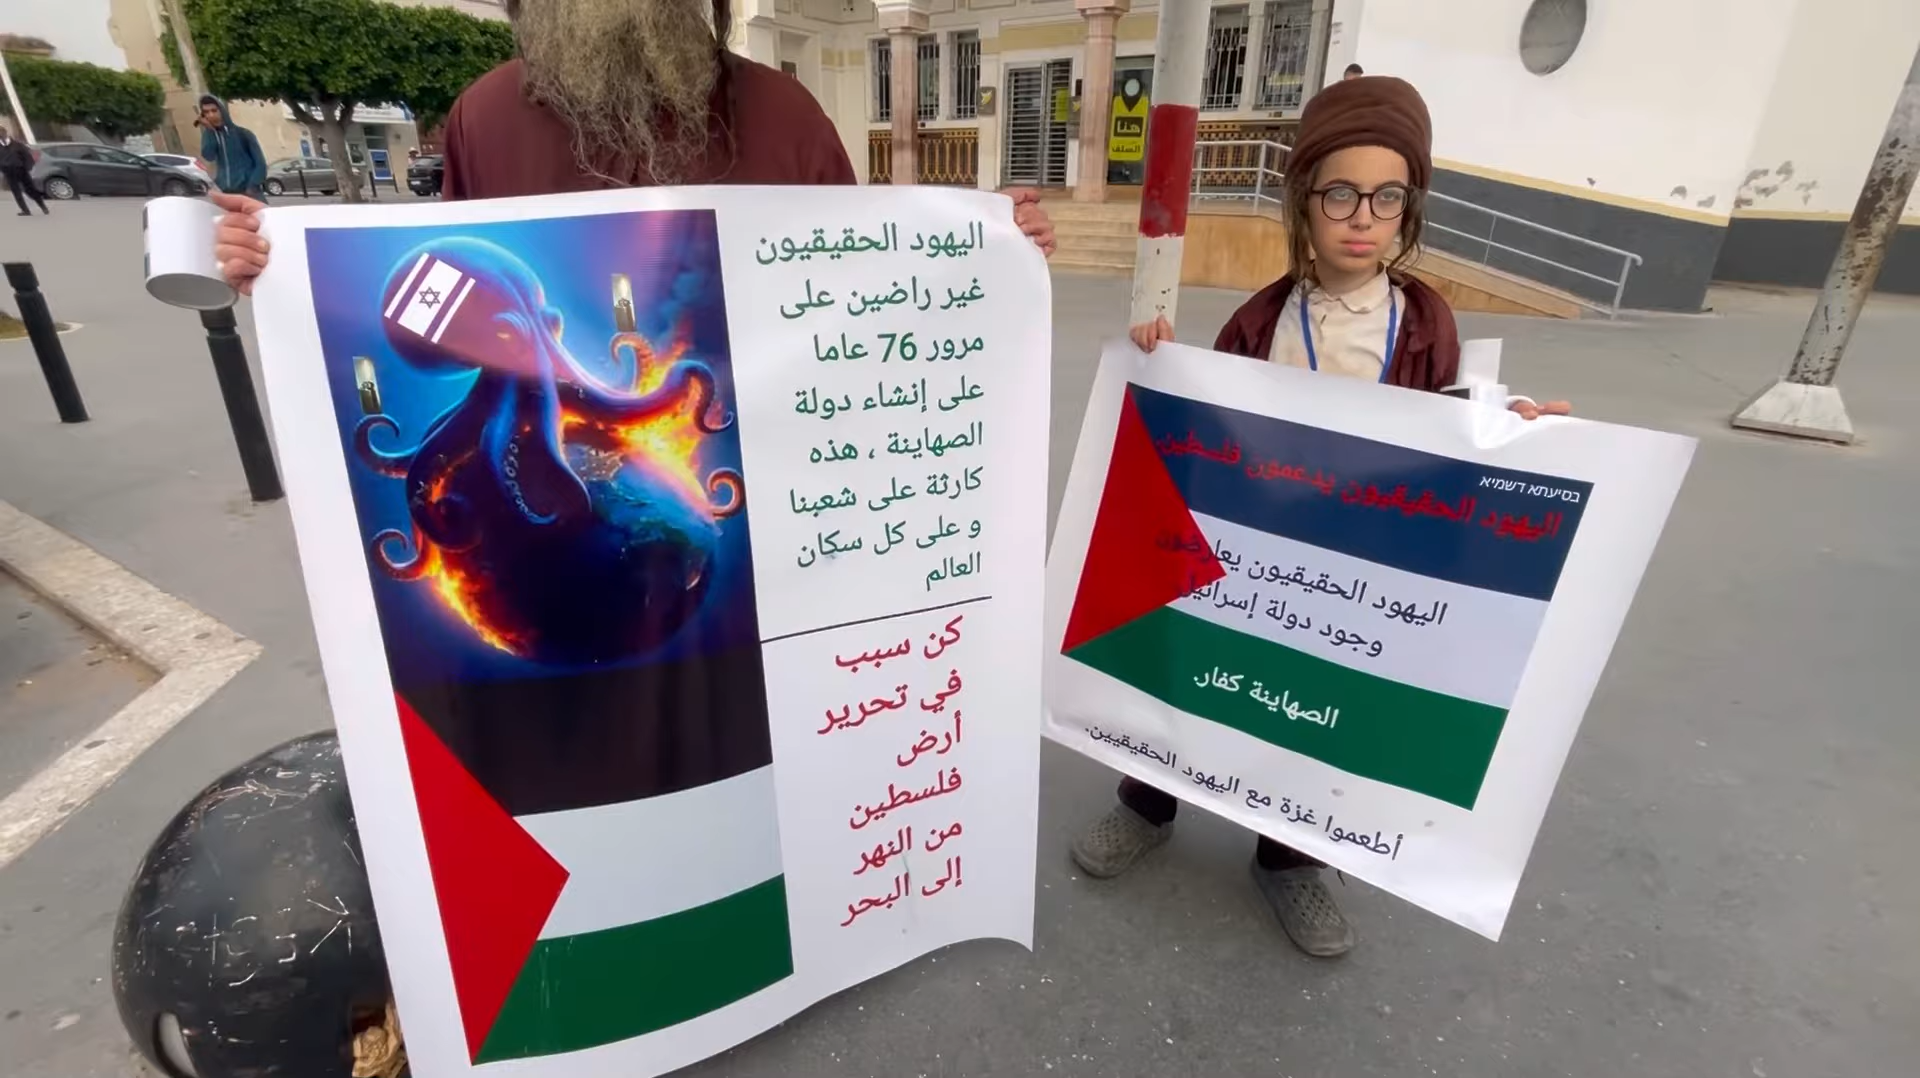 اليهود الحقيقيون
غير راضين على
مرور 76 عاما
على إنشاء دولة
الصهاينة ، هذه
كارثة على شعبنا
و على كل سكان
العالم
كن سبب
في تحرير
أرض
فلسطين
من النهر
إلى البحر
בסיעתא דשמיא
اليهود الحقيقيون يدعمون فلسطين.
اليهود الحقيقيون يعارضون
وجود دولة إسرائيل
الصهاينة كفار.
أطعموا غزة مع اليهود الحقيقيين.
هنا
السلف